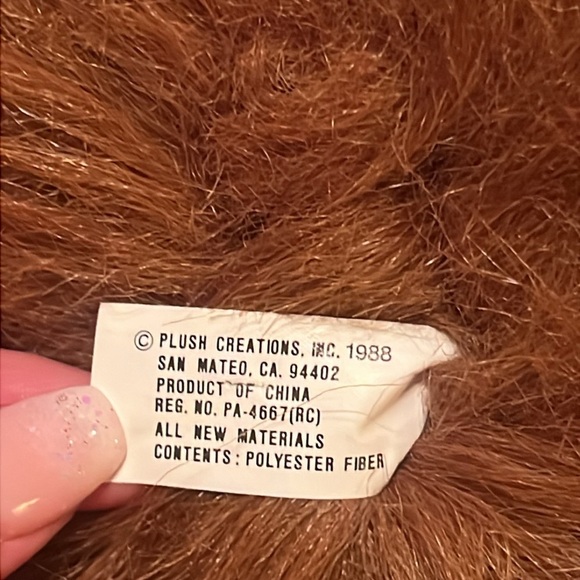 © PLUSH CREATIONS, INC. 1988
SAN MATEO, CA. 94402
PRODUCT OF CHINA
REG. NO. PA-4667(RC)
ALL NEW MATERIALS
CONTENTS: POLYESTER FIBER